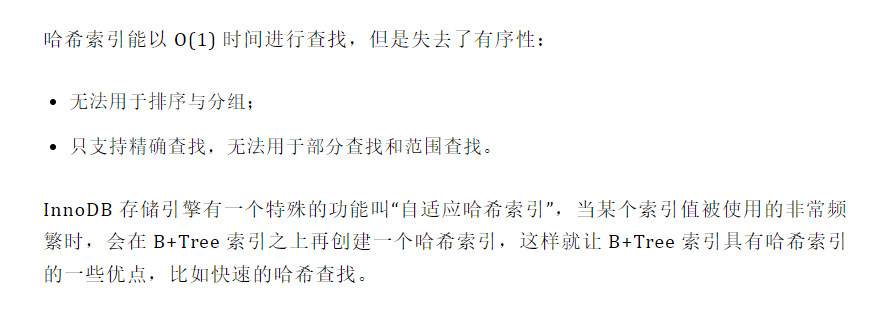 哈希索引能以 O(1) 时间进行查找，但是失去了有序性：
• 无法用于排序与分组；
• 只支持精确查找，无法用于部分查找和范围查找。
InnoDB 存储引擎有一个特殊的功能叫“自适应哈希索引”，当某个索引值被使用的非常频
繁时，会在 B+Tree 索引之上再创建一个哈希索引，这样就让 B+Tree 索引具有哈希索引
的一些优点，比如快速的哈希查找。